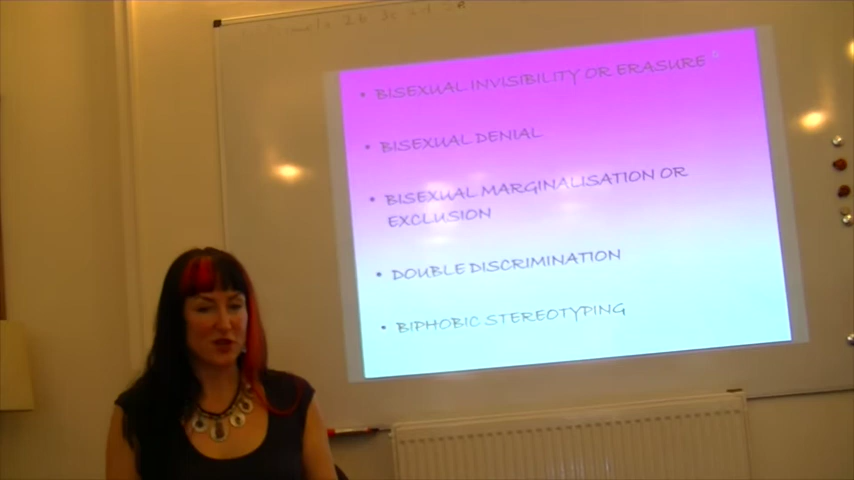 • BISEXUAL INVISIBILITY OR ERASURE
• BISEXUAL DENIAL
• BISEXUAL MARGINALISATION OR
EXCLUSION
• DOUBLE DISCRIMINATION
• BIPHOBIC STEREOTYPING